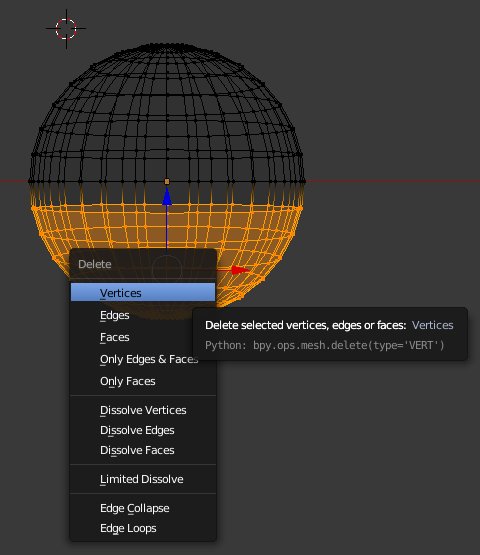 Delete
Vertices
Edges
Faces
Only Edges & Faces
Only Faces
Dissolve Vertices
Dissolve Edges
Dissolve Faces
Limited Dissolve
Edge Collapse
Edge Loops
Delete selected vertices, edges or faces: Vertices
Python: bpy.ops.mesh.delete(type='VERT')